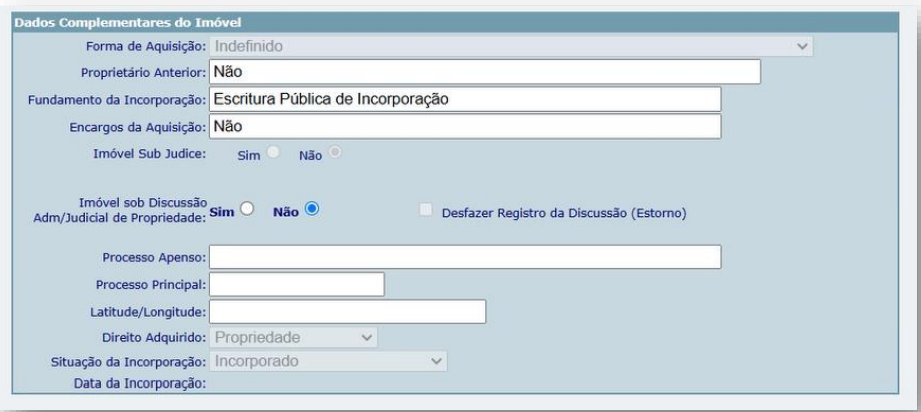 Dados Complementares do Imóvel
Forma de Aquisição: Indefinido
Proprietário Anterior: Não
Fundamento da Incorporação: Escritura Pública de Incorporação
Encargos da Aquisição: Não
Imóvel Sub Judice: Sim Não
Imóvel sob Discussão
Adm/Judicial de Propriedade: Sim Não Desfazer Registro da Discussão (Estorno)
Processo Apenso:
Processo Principal:
Latitude/Longitude:
Direito Adquirido: Propriedade
Situação da Incorporação: Incorporado
Data da Incorporação: